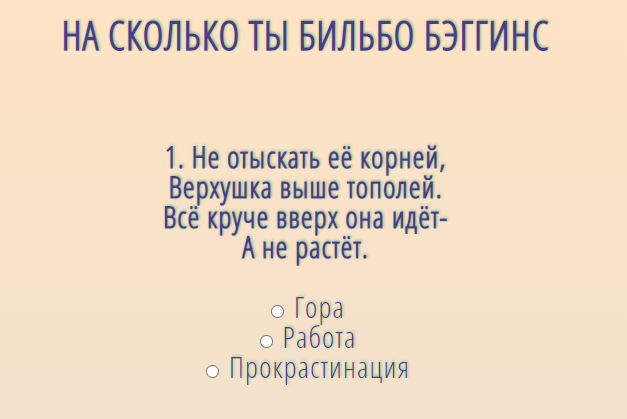 НА СКОЛЬКО ТЫ БИЛЬБО БЭГГИНС
1. Не отыскать её корней,
Верхушка выше тополей.
Всё круче вверх она идёт-
А не растёт.
Гора
Работа
Прокрастинация